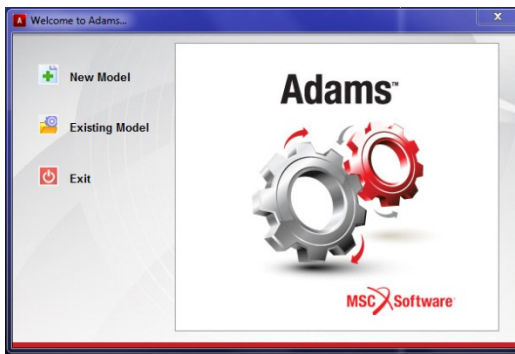 Welcome to Adams...
New Model
Existing Model
Exit
Adams™
MSC Software